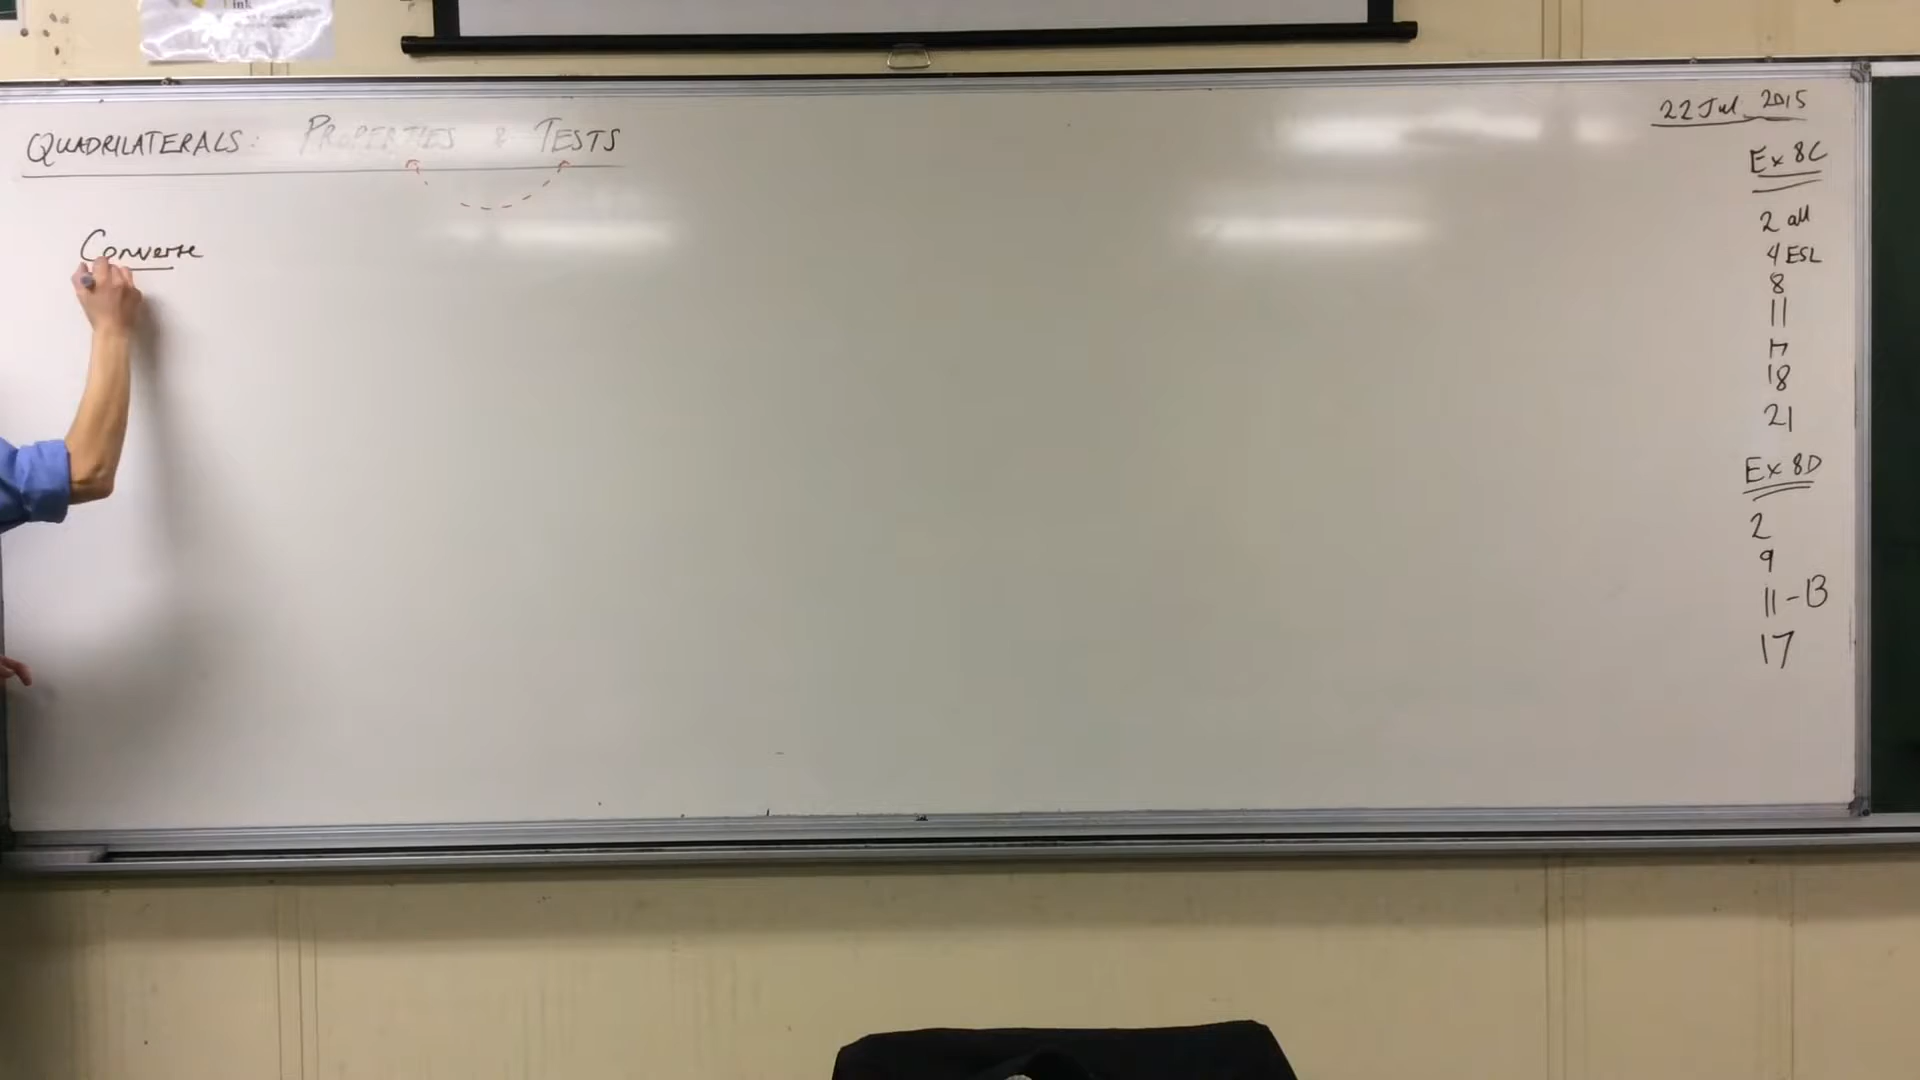 ink
QUADRILATERALS: PROPERTIES & TESTS
Converse
22 Jul 2015
Ex 8C
2 all
4 ESL
8
11
17
18
21
Ex 8D
2
9
11-13
17